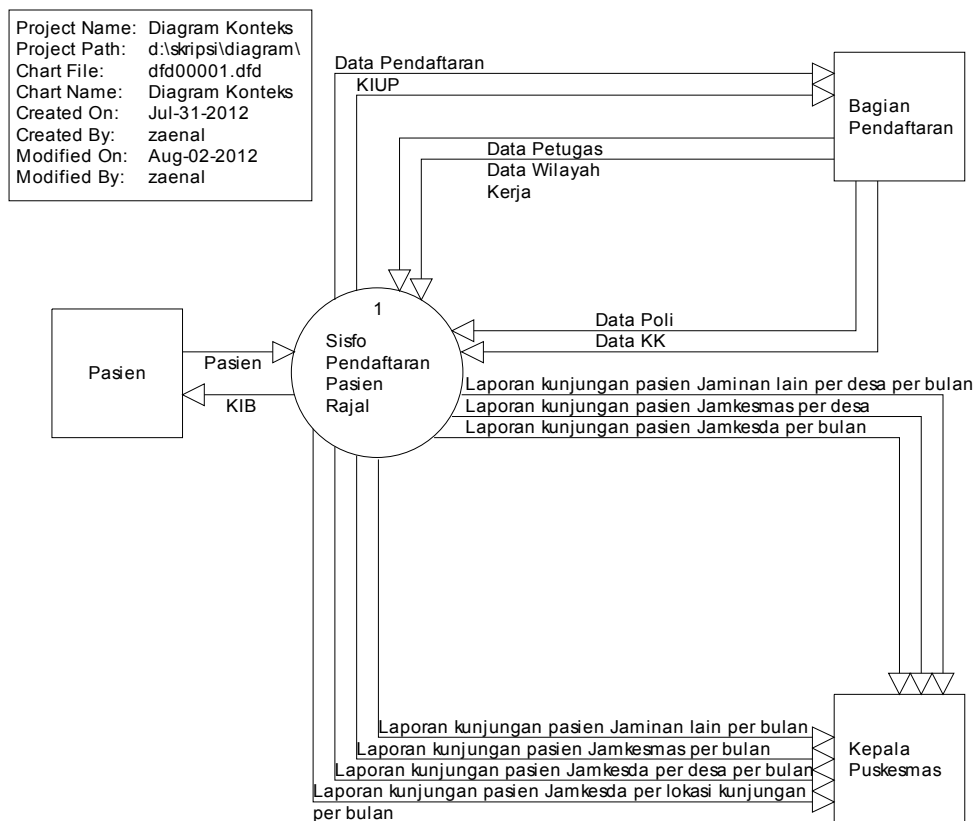 Project Name: Diagram Konteks
Project Path: d:\skripsi\diagram\
Chart File: dfd00001.dfd
Chart Name: Diagram Konteks
Created On: Jul-31-2012
Created By: zaenal
Modified On: Aug-02-2012
Modified By: zaenal
Data Pendaftaran
KIUP
Bagian
Pendaftaran
Data Petugas
Data Wilayah
Kerja
1
Sisfo
Pendaftaran
Pasien
Rajal
Data Poli
Data KK
Pasien
Pasien
KIB
Laporan kunjungan pasien Jaminan lain per desa per bulan
Laporan kunjungan pasien Jamkesmas per desa
Laporan kunjungan pasien Jamkesda per bulan
Laporan kunjungan pasien Jaminan lain per bulan
Laporan kunjungan pasien Jamkesmas per bulan
Laporan kunjungan pasien Jamkesda per desa per bulan
Laporan kunjungan pasien Jamkesda per lokasi kunjungan
per bulan
Kepala
Puskesmas